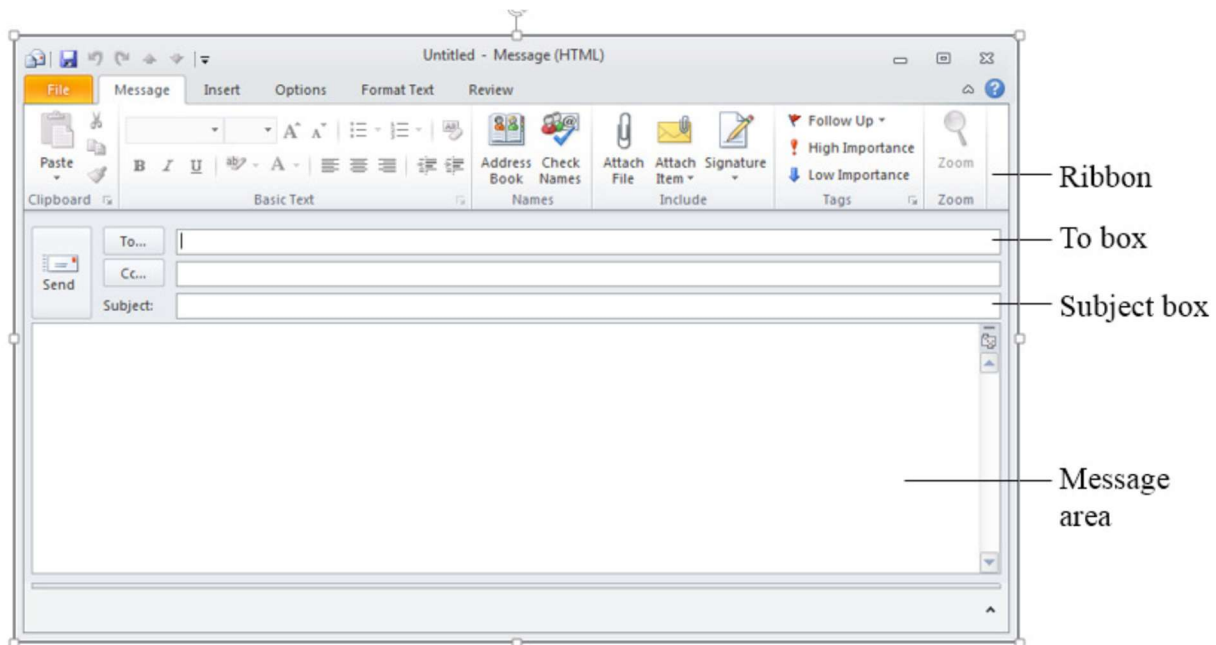 Untitled - Message (HTML)
File Message Insert Options Format Text Review
Paste
Clipboard
B I U ab A
A A
Basic Text
Address Book
Check Names
Names
Attach File
Attach Item
Signature
Include
Follow Up
High Importance
Low Importance
Tags
Zoom
Zoom
Ribbon
To...
To box
Cc...
Send
Subject:
Subject box
Message
area